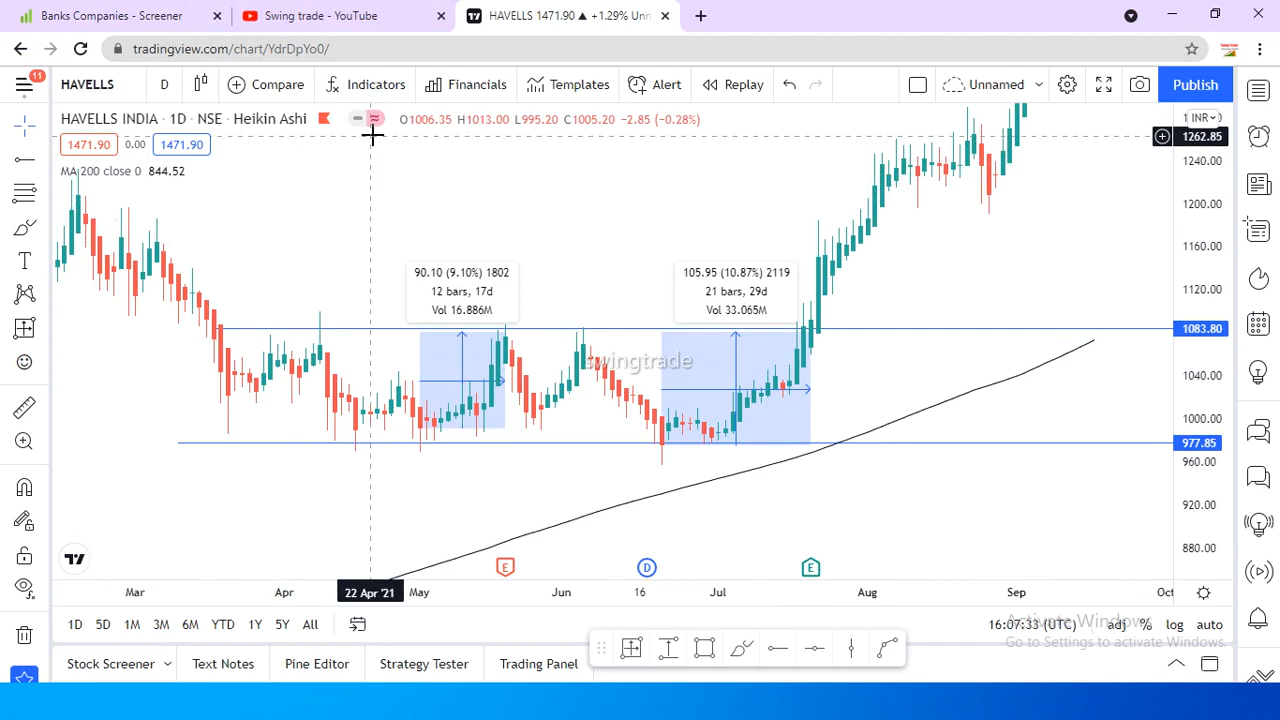 Banks Companies - Screener
Swing trade - YouTube
HAVELLS 1471.90 ▲ +1.29% Unn
tradingview.com/chart/YdrDpYo0/
11
HAVELLS
D
Compare
Indicators
Financials
Templates
Alert
Replay
Unnamed
Publish
HAVELLS INDIA · 1D · NSE · Heikin Ashi
O1006.35 H1013.00 L995.20 C1005.20 -2.85 (-0.28%)
1471.90 0.00 1471.90
MA 200 close 0 844.52
INR
1262.85
1240.00
1200.00
1160.00
1120.00
1083.80
1040.00
1000.00
977.85
960.00
920.00
880.00
90.10 (9.10%) 1802
12 bars, 17d
Vol 16.886M
105.95 (10.87%) 2119
21 bars, 29d
Vol 33.065M
swingtrade
E D E
Mar Apr 22 Apr '21 May Jun 16 Jul Aug Sep Oct
1D 5D 1M 3M 6M YTD 1Y 5Y All
16:07:33 (UTC) adj % log auto
Activate Windows
Go to Settings to activate Windows.
Stock Screener Text Notes Pine Editor Strategy Tester Trading Panel